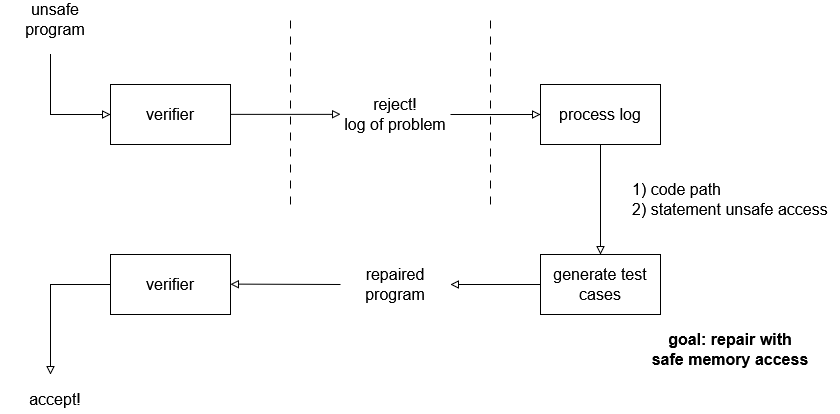 unsafe
program
verifier
reject!
log of problem
process log
1) code path
2) statement unsafe access
verifier
repaired
program
generate test
cases
goal: repair with
safe memory access
accept!